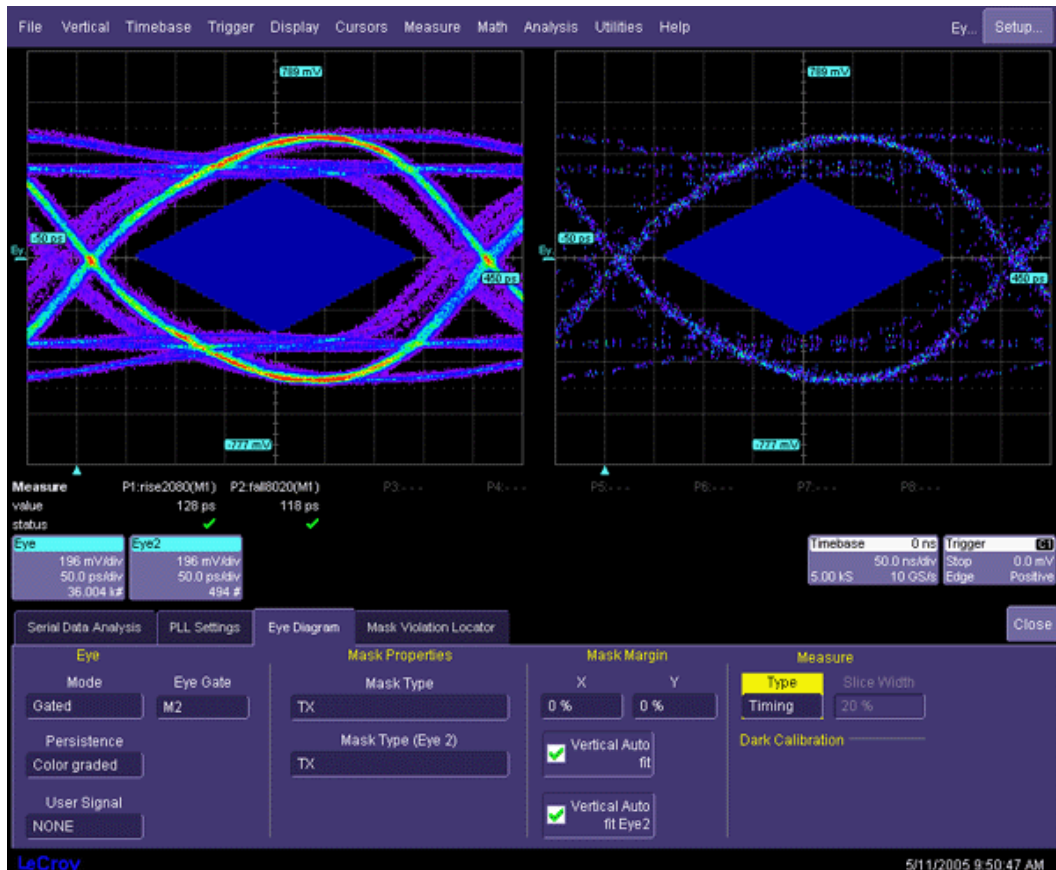 File Vertical Timebase Trigger Display Cursors Measure Math Analysis Utilities Help Ey... Setup...
789 mV 789 mV
-50 ps -50 ps
Ey Ey
450 ps 450 ps
-777 mV -777 mV
Measure P1:rise2080(M1) P2:fall8020(M1) P3:- - - P4:- - - P5:- - - P6:- - - P7:- - - P8:- - -
value 128 ps 118 ps
status
Eye Eye2 Timebase 0 ns Trigger C1
196 mV/div 196 mV/div 50.0 ns/div Stop 0.0 mV
50.0 ps/div 50.0 ps/div 5.00 kS 10 GS/s Edge Positive
36.004 k# 494 #
Serial Data Analysis PLL Settings Eye Diagram Mask Violation Locator Close
Eye Mask Properties Mask Margin Measure
Mode Eye Gate Mask Type X Y Type Slice Width
Gated M2 TX 0 % 0 % Timing 20 %
Persistence Mask Type (Eye 2) Vertical Auto fit Dark Calibration
Color graded TX
User Signal Vertical Auto fit Eye2
NONE
LeCroy 5/11/2005 9:50:47 AM